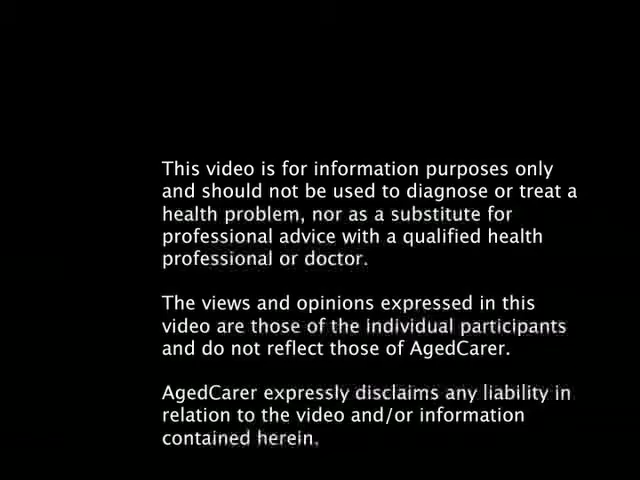 This video is for information purposes only
and should not be used to diagnose or treat a
health problem, nor as a substitute for
professional advice with a qualified health
professional or doctor.
The views and opinions expressed in this
video are those of the individual participants
and do not reflect those of AgedCarer.
AgedCarer expressly disclaims any liability in
relation to the video and/or information
contained herein.